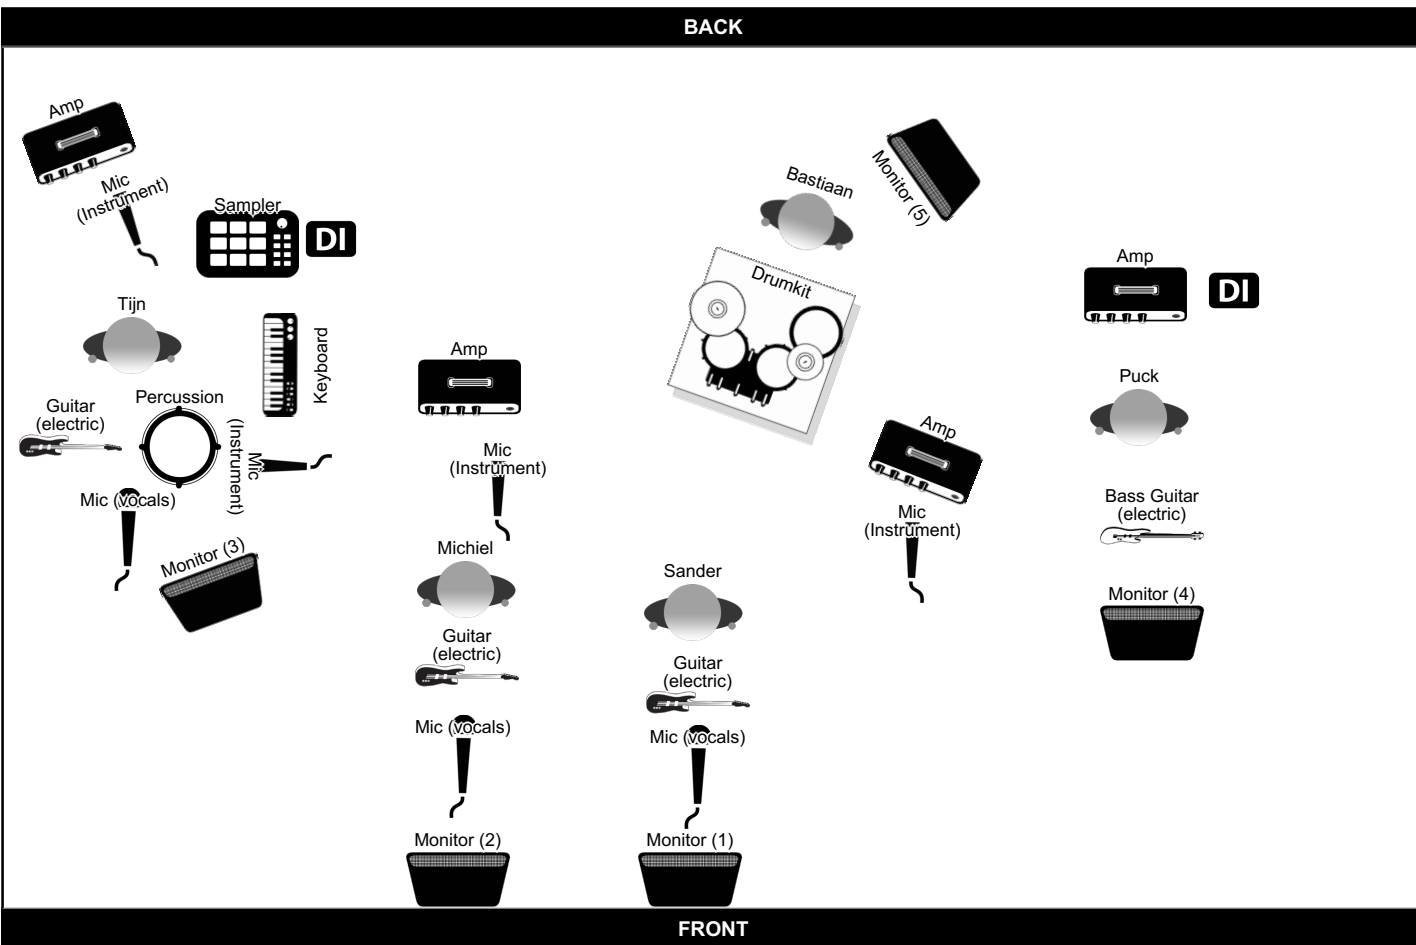 BACK
Amp
Mic
(Instrument)
Sampler
DI
Tijn
Keyboard
Guitar
(electric)
Percussion
Mic
(Instrument)
Mic (vocals)
Monitor (3)
Amp
Mic
(Instrument)
Michiel
Guitar
(electric)
Mic (vocals)
Monitor (2)
Sander
Guitar
(electric)
Mic (vocals)
Monitor (1)
Bastiaan
Monitor (5)
Drumkit
Amp
Mic
(Instrument)
Amp
DI
Puck
Bass Guitar
(electric)
Monitor (4)
FRONT